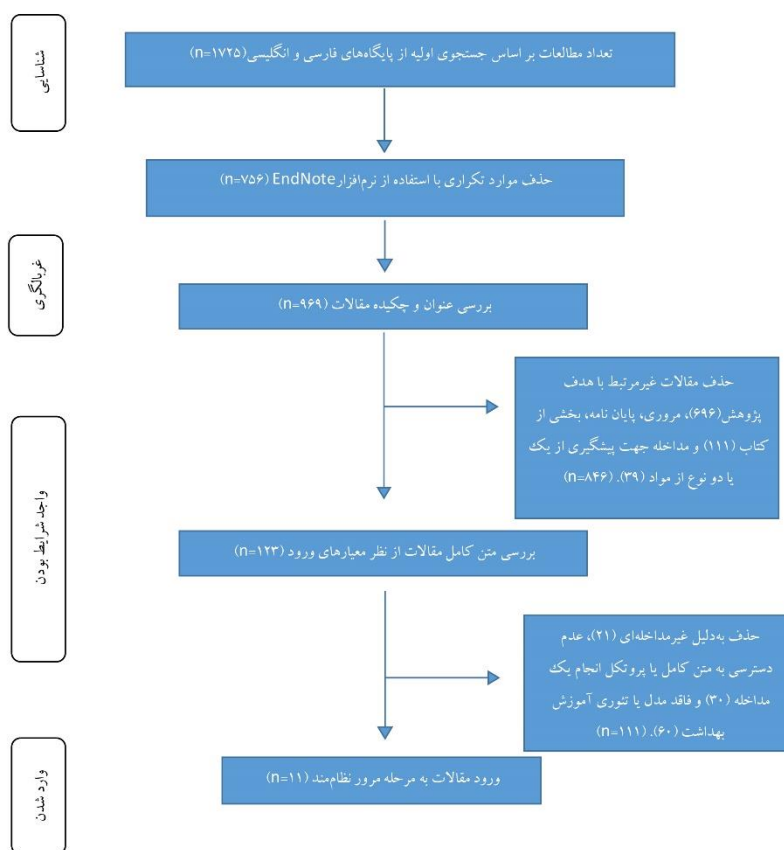 شناسایی
تعداد مطالعات بر اساس جستجوی اولیه از پایگاه‌های فارسی و انگلیسی(n=۱۷۲۵)
حذف موارد تکراری با استفاده از نرم‌افزارEndNote (n=۷۵۶)
غربالگری
بررسی عنوان و چکیده مقالات (n=۹۶۹)
حذف مقالات غیرمرتبط با هدف
پژوهش(۶۹۶)، مروری، پایان نامه، بخشی از
کتاب (۱۱۱) و مداخله جهت پیشگیری از یک
یا دو نوع از مواد (۳۹). (n=۸۴۶)
واجد شرایط بودن
بررسی متن کامل مقالات از نظر معیارهای ورود (n=۱۲۳)
حذف به‌دلیل غیرمداخله‌ای (۲۱)، عدم
دسترسی به متن کامل یا پروتکل انجام یک
مداخله (۳۰) و فاقد مدل یا تئوری آموزش
بهداشت (۶۰). (n=۱۱۱)
وارد شدن
ورود مقالات به مرحله مرور نظام‌مند (n=۱۱)